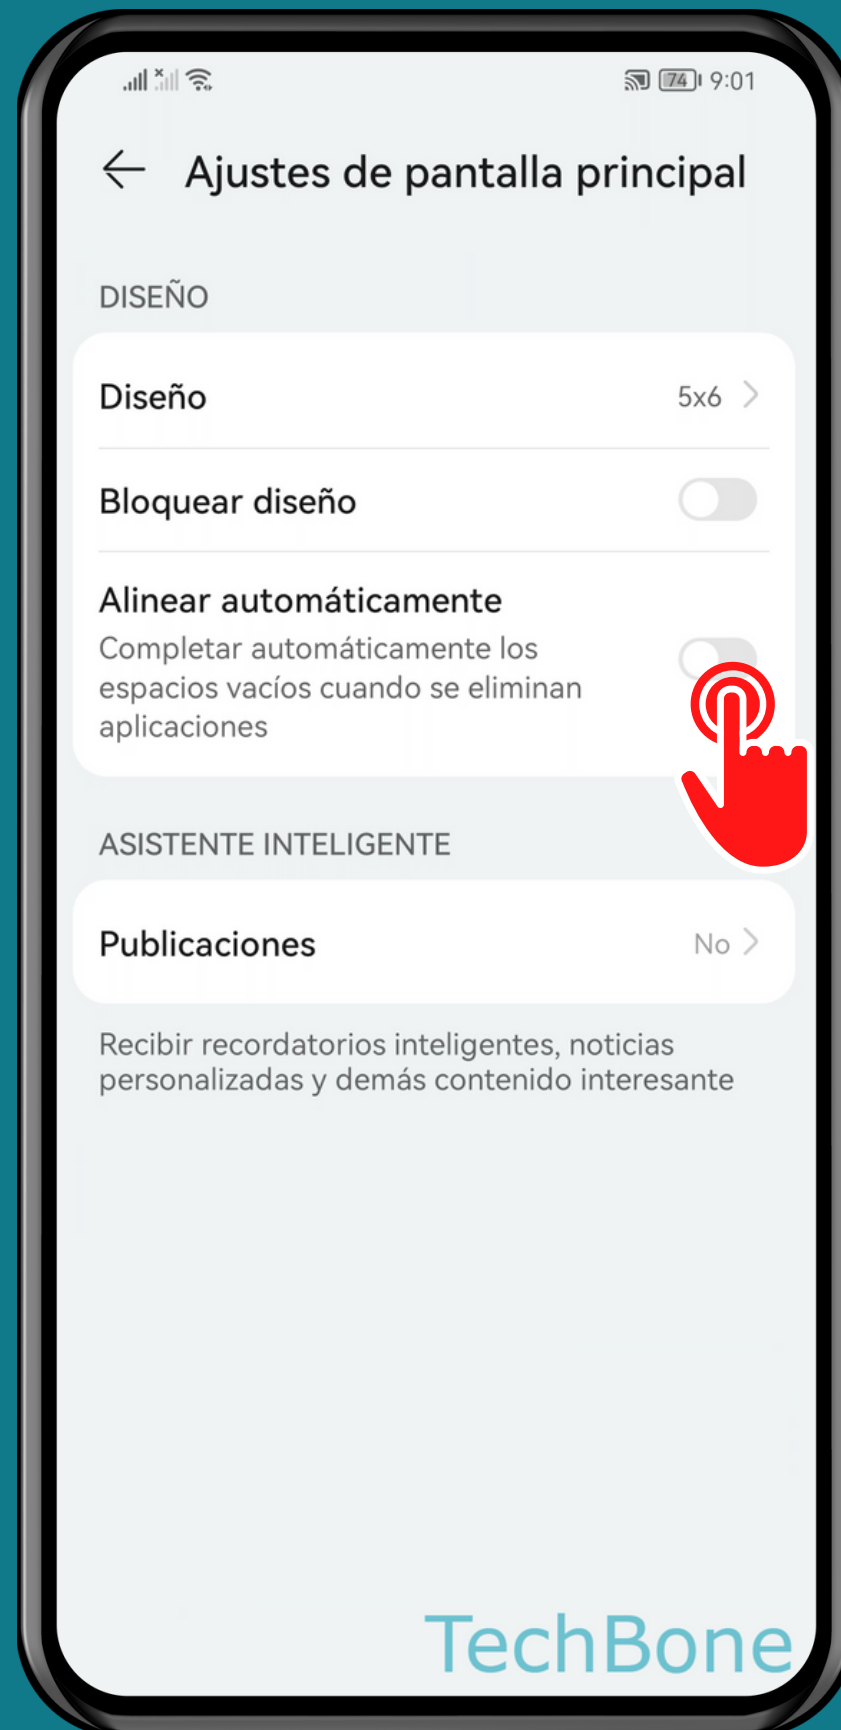 74 9:01
Ajustes de pantalla principal
DISEÑO
Diseño 5x6
Bloquear diseño
Alinear automáticamente
Completar automáticamente los
espacios vacíos cuando se eliminan
aplicaciones
ASISTENTE INTELIGENTE
Publicaciones No
Recibir recordatorios inteligentes, noticias
personalizadas y demás contenido interesante
TechBone